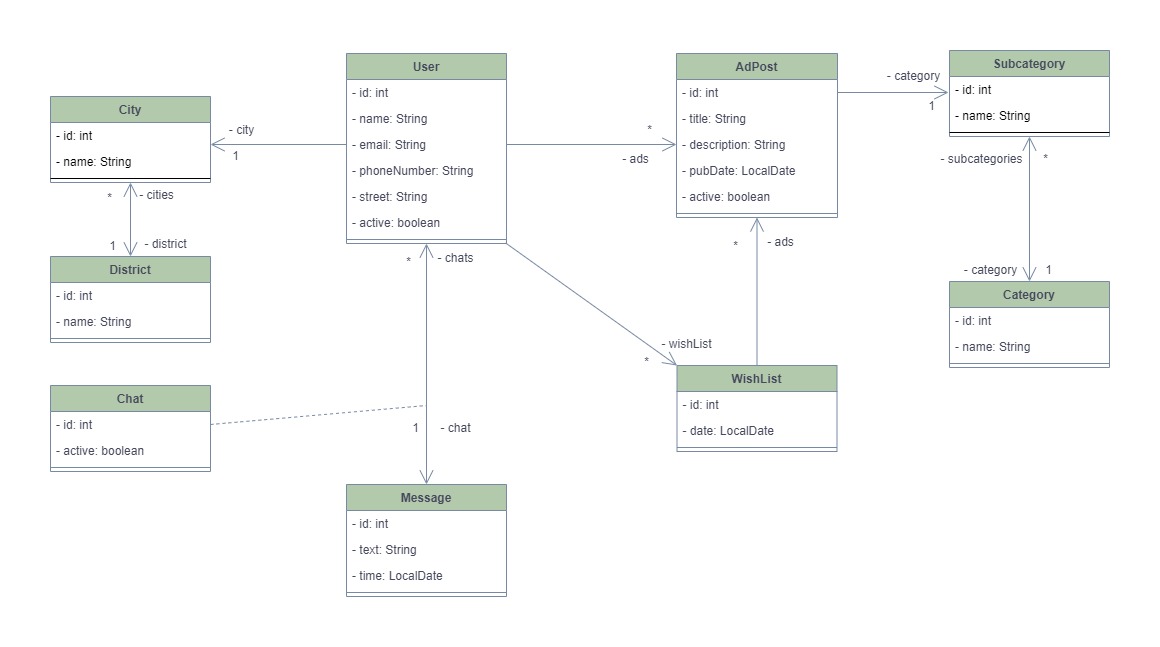 User
- id: int
- name: String
- email: String
- phoneNumber: String
- street: String
- active: boolean
AdPost
- id: int
- title: String
- description: String
- pubDate: LocalDate
- active: boolean
Subcategory
- id: int
- name: String
City
- id: int
- name: String
- city
1
*
- ads
- category
1
* - cities
1 - district
District
- id: int
- name: String
- subcategories *
- category 1
Category
- id: int
- name: String
* - chats
* - ads
- wishList
*
WishList
- id: int
- date: LocalDate
Chat
- id: int
- active: boolean
1 - chat
Message
- id: int
- text: String
- time: LocalDate